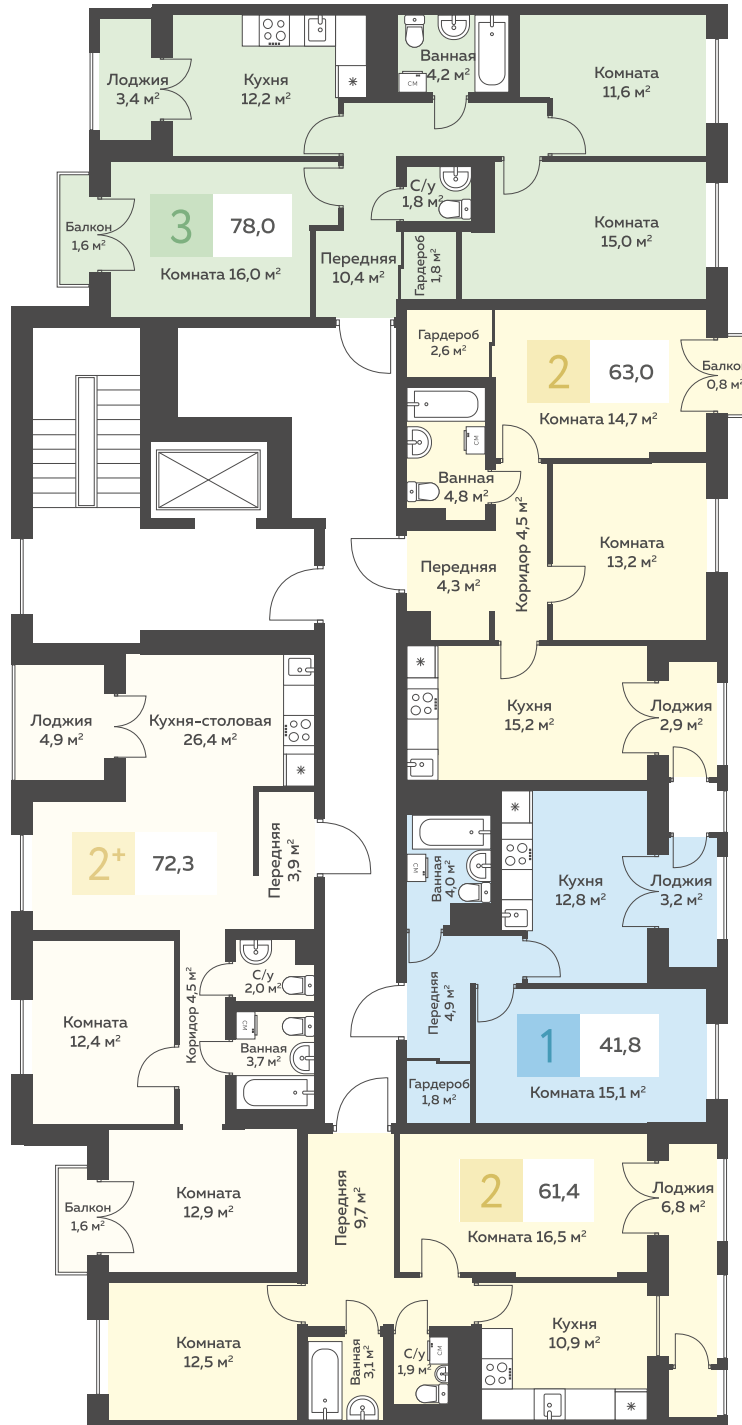 Лоджия
3,4 м²
Кухня
12,2 м²
Ванная
4,2 м²
СМ
Комната
11,6 м²
Балкон
1,6 м²
3
78,0
Комната 16,0 м²
С/у
1,8 м²
Передняя
10,4 м²
Гардероб
1,8 м²
Комната
15,0 м²
Гардероб
2,6 м²
2
63,0
Комната 14,7 м²
Балкон
0,8 м²
СМ
Ванная
4,8 м²
Коридор 4,5 м²
Передняя
4,3 м²
Комната
13,2 м²
Лоджия
4,9 м²
Кухня-столовая
26,4 м²
Кухня
15,2 м²
Лоджия
2,9 м²
2+
72,3
Передняя
3,9 м²
СМ
Ванная
4,0 м²
Кухня
12,8 м²
Лоджия
3,2 м²
Комната
12,4 м²
Коридор 4,5 м²
С/у
2,0 м²
СМ
Ванная
3,7 м²
Передняя
4,9 м²
1
41,8
Комната 15,1 м²
Гардероб
1,8 м²
Балкон
1,6 м²
Комната
12,9 м²
Передняя
9,7 м²
2
61,4
Комната 16,5 м²
Лоджия
6,8 м²
Комната
12,5 м²
Ванная
3,1 м²
С/у
1,9 м²
СМ
Кухня
10,9 м²